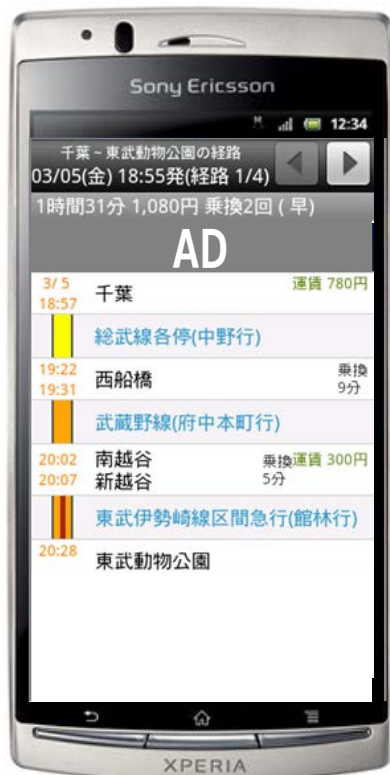 Sony Ericsson
12:34
千葉～東武動物公園の経路
03/05(金) 18:55発(経路 1/4)
1時間31分 1,080円 乗換2回 ( 早)
AD
3/ 5
18:57
千葉
運賃 780円
総武線各停(中野行)
19:22
19:31
西船橋
乗換
9分
武蔵野線(府中本町行)
20:02
20:07
南越谷
新越谷
乗換
5分
運賃 300円
東武伊勢崎線区間急行(館林行)
20:28
東武動物公園
XPERIA